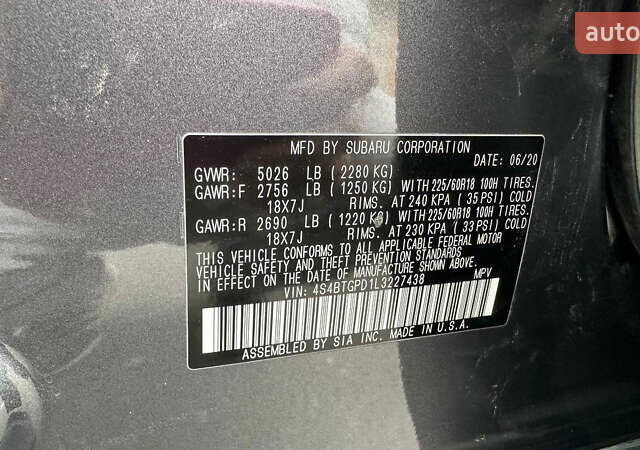 auto
MFD BY SUBARU CORPORATION
GVWR: 5026 LB ( 2280 KG) DATE: 06/20
GAWR:F 2756 LB ( 1250 KG) WITH 225/60R18 100H TIRES.
18X7J RIMS. AT 240 KPA ( 35 PSI) COLD
GAWR:R 2690 LB ( 1220 KG) WITH 225/60R18 100H TIRES.
18X7J RIMS. AT 230 KPA ( 33 PSI) COLD
THIS VEHICLE CONFORMS TO ALL APPLICABLE FEDERAL MOTOR
VEHICLE SAFETY AND THEFT PREVENTION STANDARDS
IN EFFECT ON THE DATE OF MANUFACTURE SHOWN ABOVE.
VIN: 4S4BTGPD1L3227438 MPV
ASSEMBLED BY SIA INC. MADE IN U.S.A.